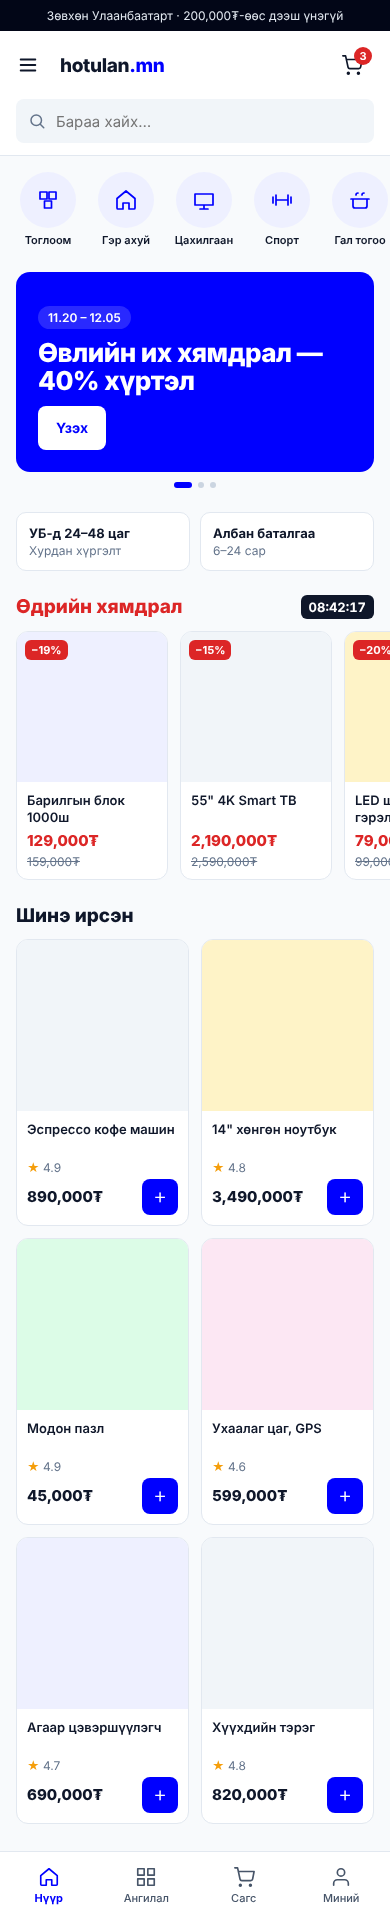 Зөвхөн Улаанбаатарт · 200,000₮-өөс дээш үнэгүй
hotulan.mn
3
Бараа хайх...
Тоглоом Гэр ахуй Цахилгаан Спорт Гал тогоо
11.20 – 12.05
Өвлийн их хямдрал —
40% хүртэл
Үзэх
УБ-д 24–48 цаг
Хурдан хүргэлт
Албан баталгаа
6–24 сар
Өдрийн хямдрал
08:42:17
−19%
Барилгын блок
1000ш
129,000₮
159,000₮
−15%
55" 4K Smart ТВ
2,190,000₮
2,590,000₮
−20%
LED
79,0
99,000
Шинэ ирсэн
Эспрессо кофе машин
★ 4.9
890,000₮
+
14" хөнгөн ноутбук
★ 4.8
3,490,000₮
+
Модон пазл
★ 4.9
45,000₮
+
Ухаалаг цаг, GPS
★ 4.6
599,000₮
+
Агаар цэвэршүүлэгч
★ 4.7
690,000₮
+
Хүүхдийн тэрэг
★ 4.8
820,000₮
+
Нүүр Ангилал Сагс Миний